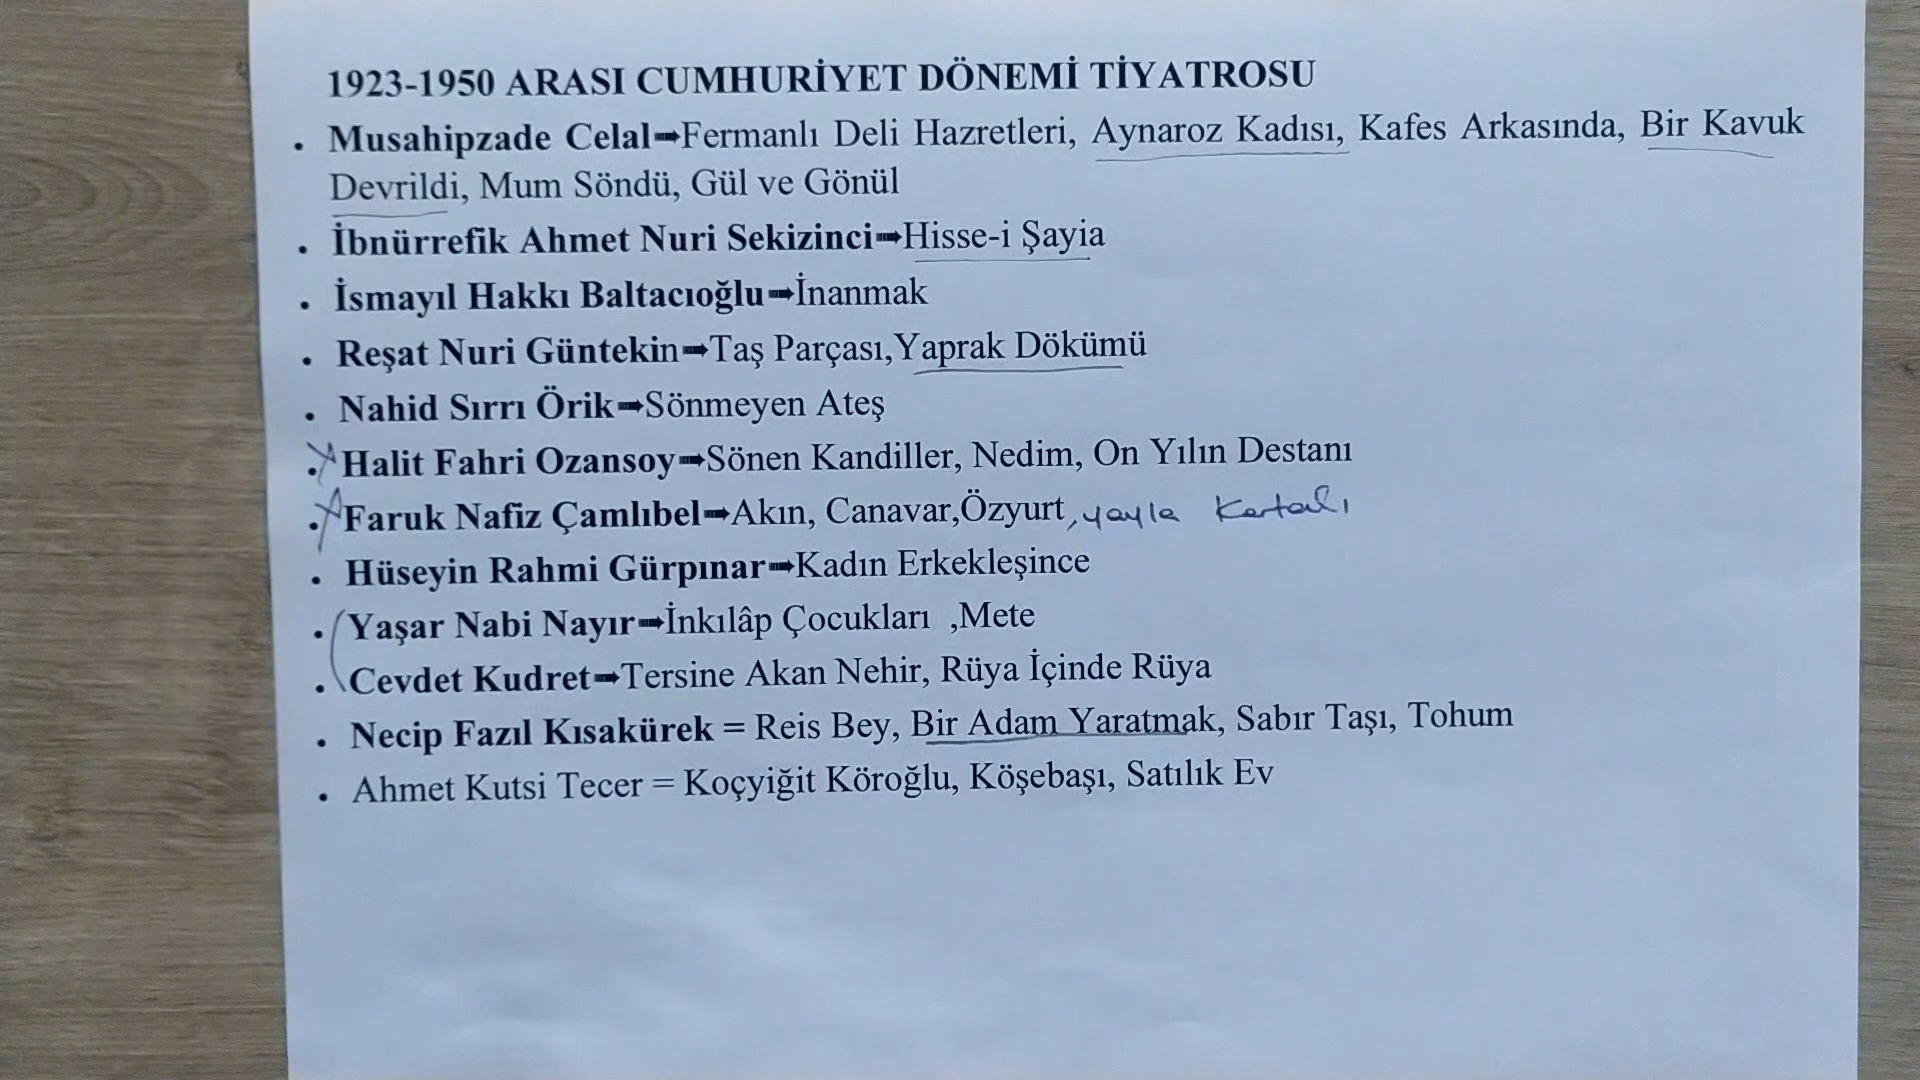 1923-1950 ARASI CUMHURİYET DÖNEMİ TİYATROSU
• Musahipzade Celal➡Fermanlı Deli Hazretleri, Aynaroz Kadısı, Kafes Arkasında, Bir Kavuk
Devrildi, Mum Söndü, Gül ve Gönül
• İbnürrefik Ahmet Nuri Sekizinci➡Hisse-i Şayia
• İsmayıl Hakkı Baltacıoğlu➡İnanmak
• Reşat Nuri Güntekin➡Taş Parçası,Yaprak Dökümü
• Nahid Sırrı Örik➡Sönmeyen Ateş
• Halit Fahri Ozansoy➡Sönen Kandiller, Nedim, On Yılın Destanı
• Faruk Nafiz Çamlıbel➡Akın, Canavar,Özyurt, yayla Kartalı
• Hüseyin Rahmi Gürpınar➡Kadın Erkekleşince
• Yaşar Nabi Nayır➡İnkılâp Çocukları ,Mete
• Cevdet Kudret➡Tersine Akan Nehir, Rüya İçinde Rüya
• Necip Fazıl Kısakürek = Reis Bey, Bir Adam Yaratmak, Sabır Taşı, Tohum
• Ahmet Kutsi Tecer = Koçyiğit Köroğlu, Köşebaşı, Satılık Ev